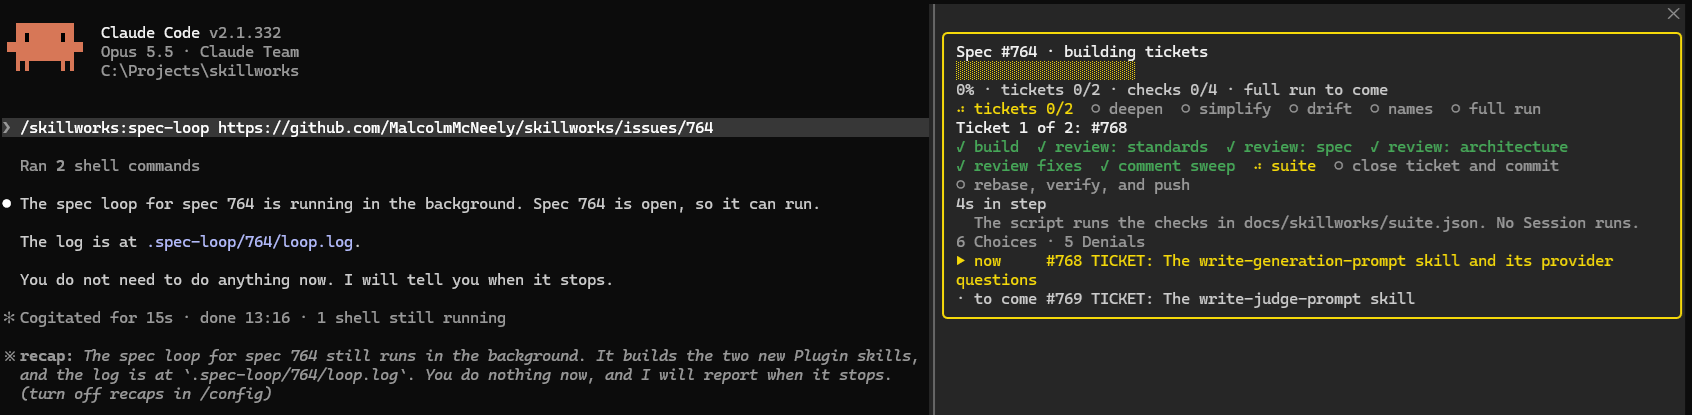 Claude Code v2.1.332
Opus 5.5 · Claude Team
C:\Projects\skillworks
❯ /skillworks:spec-loop https://github.com/MalcolmMcNeely/skillworks/issues/764
Ran 2 shell commands
● The spec loop for spec 764 is running in the background. Spec 764 is open, so it can run.
The log is at .spec-loop/764/loop.log.
You do not need to do anything now. I will tell you when it stops.
✻ Cogitated for 15s · done 13:16 · 1 shell still running
※ recap: The spec loop for spec 764 still runs in the background. It builds the two new Plugin skills,
and the log is at `.spec-loop/764/loop.log`. You do nothing now, and I will report when it stops.
(turn off recaps in /config)
Spec #764 · building tickets
0% · tickets 0/2 · checks 0/4 · full run to come
tickets 0/2 ○ deepen ○ simplify ○ drift ○ names ○ full run
Ticket 1 of 2: #768
✓ build ✓ review: standards ✓ review: spec ✓ review: architecture
✓ review fixes ✓ comment sweep suite ○ close ticket and commit
○ rebase, verify, and push
4s in step
The script runs the checks in docs/skillworks/suite.json. No Session runs.
6 Choices · 5 Denials
▶ now #768 TICKET: The write-generation-prompt skill and its provider
questions
· to come #769 TICKET: The write-judge-prompt skill